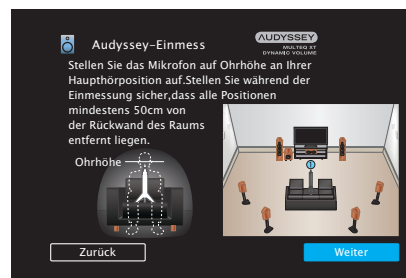 Audyssey-Einmess
AUDYSSEY
MULTEQ XT
DYNAMIC VOLUME
Stellen Sie das Mikrofon auf Ohrhöhe an Ihrer
Haupthörposition auf.Stellen Sie während der
Einmessung sicher,dass alle Positionen
mindestens 50cm von
der Rückwand des Raums
entfernt liegen.
Ohrhöhe
Zurück
Weiter